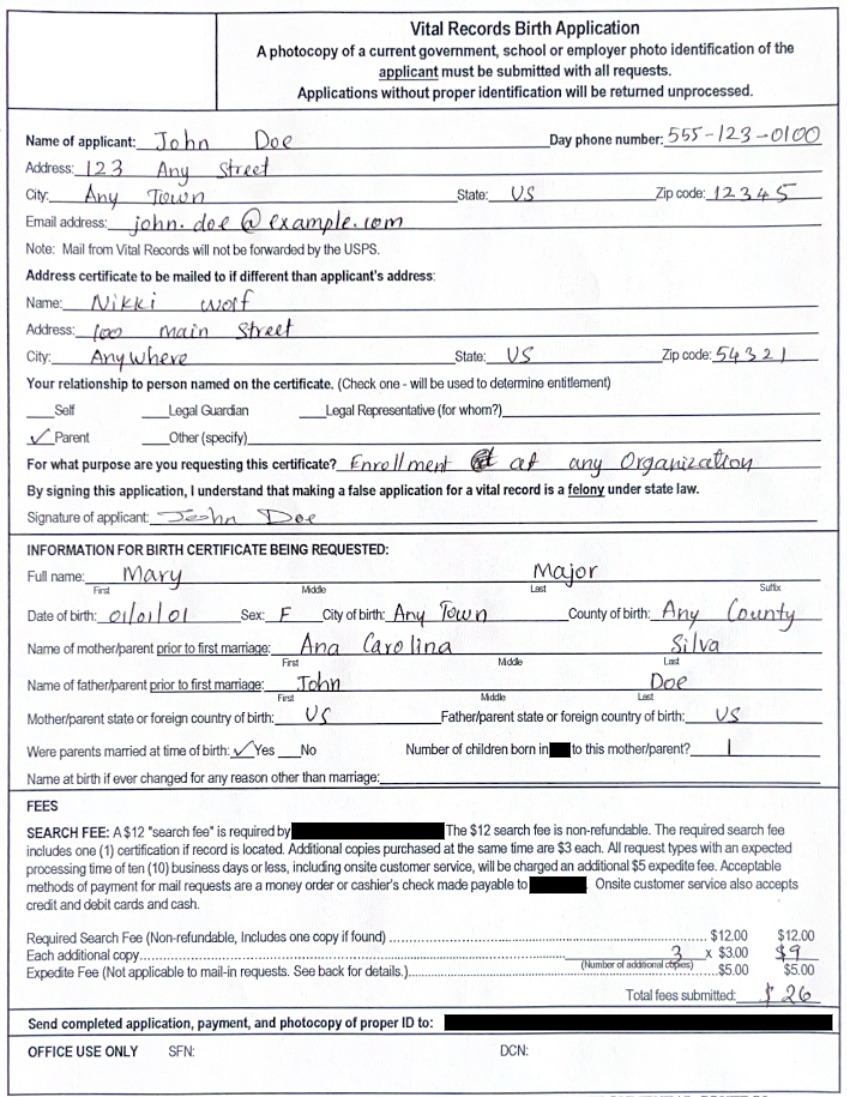 Vital Records Birth Application
A photocopy of a current government, school or employer photo identification of the
applicant must be submitted with all requests.
Applications without proper identification will be returned unprocessed.
Name of applicant: John Doe Day phone number: 555-123-0100
Address: 123 Any Street
City: Any Town State: US Zip code: 12345
Email address: john.doe@example.com
Note: Mail from Vital Records will not be forwarded by the USPS.
Address certificate to be mailed to if different than applicant's address:
Name: Nikki Wolf
Address: 100 main Street
City: Anywhere State: US Zip code: 54321
Your relationship to person named on the certificate. (Check one - will be used to determine entitlement)
Self Legal Guardian Legal Representative (for whom?)
✓ Parent Other (specify)
For what purpose are you requesting this certificate? Enrollment at any Organization
By signing this application, I understand that making a false application for a vital record is a felony under state law.
Signature of applicant: John Doe
INFORMATION FOR BIRTH CERTIFICATE BEING REQUESTED:
Full name: Mary Major
First Middle Last Suffix
Date of birth: 01/01/01 Sex: F City of birth: Any Town County of birth: Any County
Name of mother/parent prior to first marriage: Ana Carolina Silva
First Middle Last
Name of father/parent prior to first marriage: John Doe
First Middle Last
Mother/parent state or foreign country of birth: US Father/parent state or foreign country of birth: US
Were parents married at time of birth: ✓ Yes No Number of children born in to this mother/parent? 1
Name at birth if ever changed for any reason other than marriage:
FEES
SEARCH FEE: A $12 "search fee" is required by The $12 search fee is non-refundable. The required search fee
includes one (1) certification if record is located. Additional copies purchased at the same time are $3 each. All request types with an expected
processing time of ten (10) business days or less, including onsite customer service, will be charged an additional $5 expedite fee. Acceptable
methods of payment for mail requests are a money order or cashier's check made payable to . Onsite customer service also accepts
credit and debit cards and cash.
Required Search Fee (Non-refundable, Includes one copy if found) $12.00 $12.00
Each additional copy 3 x $3.00 $9
(Number of additional copies)
Expedite Fee (Not applicable to mail-in requests. See back for details.) $5.00 $5.00
Total fees submitted: $26
Send completed application, payment, and photocopy of proper ID to:
OFFICE USE ONLY SFN: DCN: